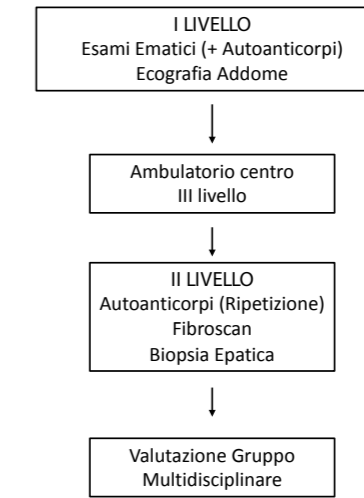 I LIVELLO
Esami Ematici (+ Autoanticorpi)
Ecografia Addome
Ambulatorio centro
III livello
II LIVELLO
Autoanticorpi (Ripetizione)
Fibroscan
Biopsia Epatica
Valutazione Gruppo
Multidisciplinare